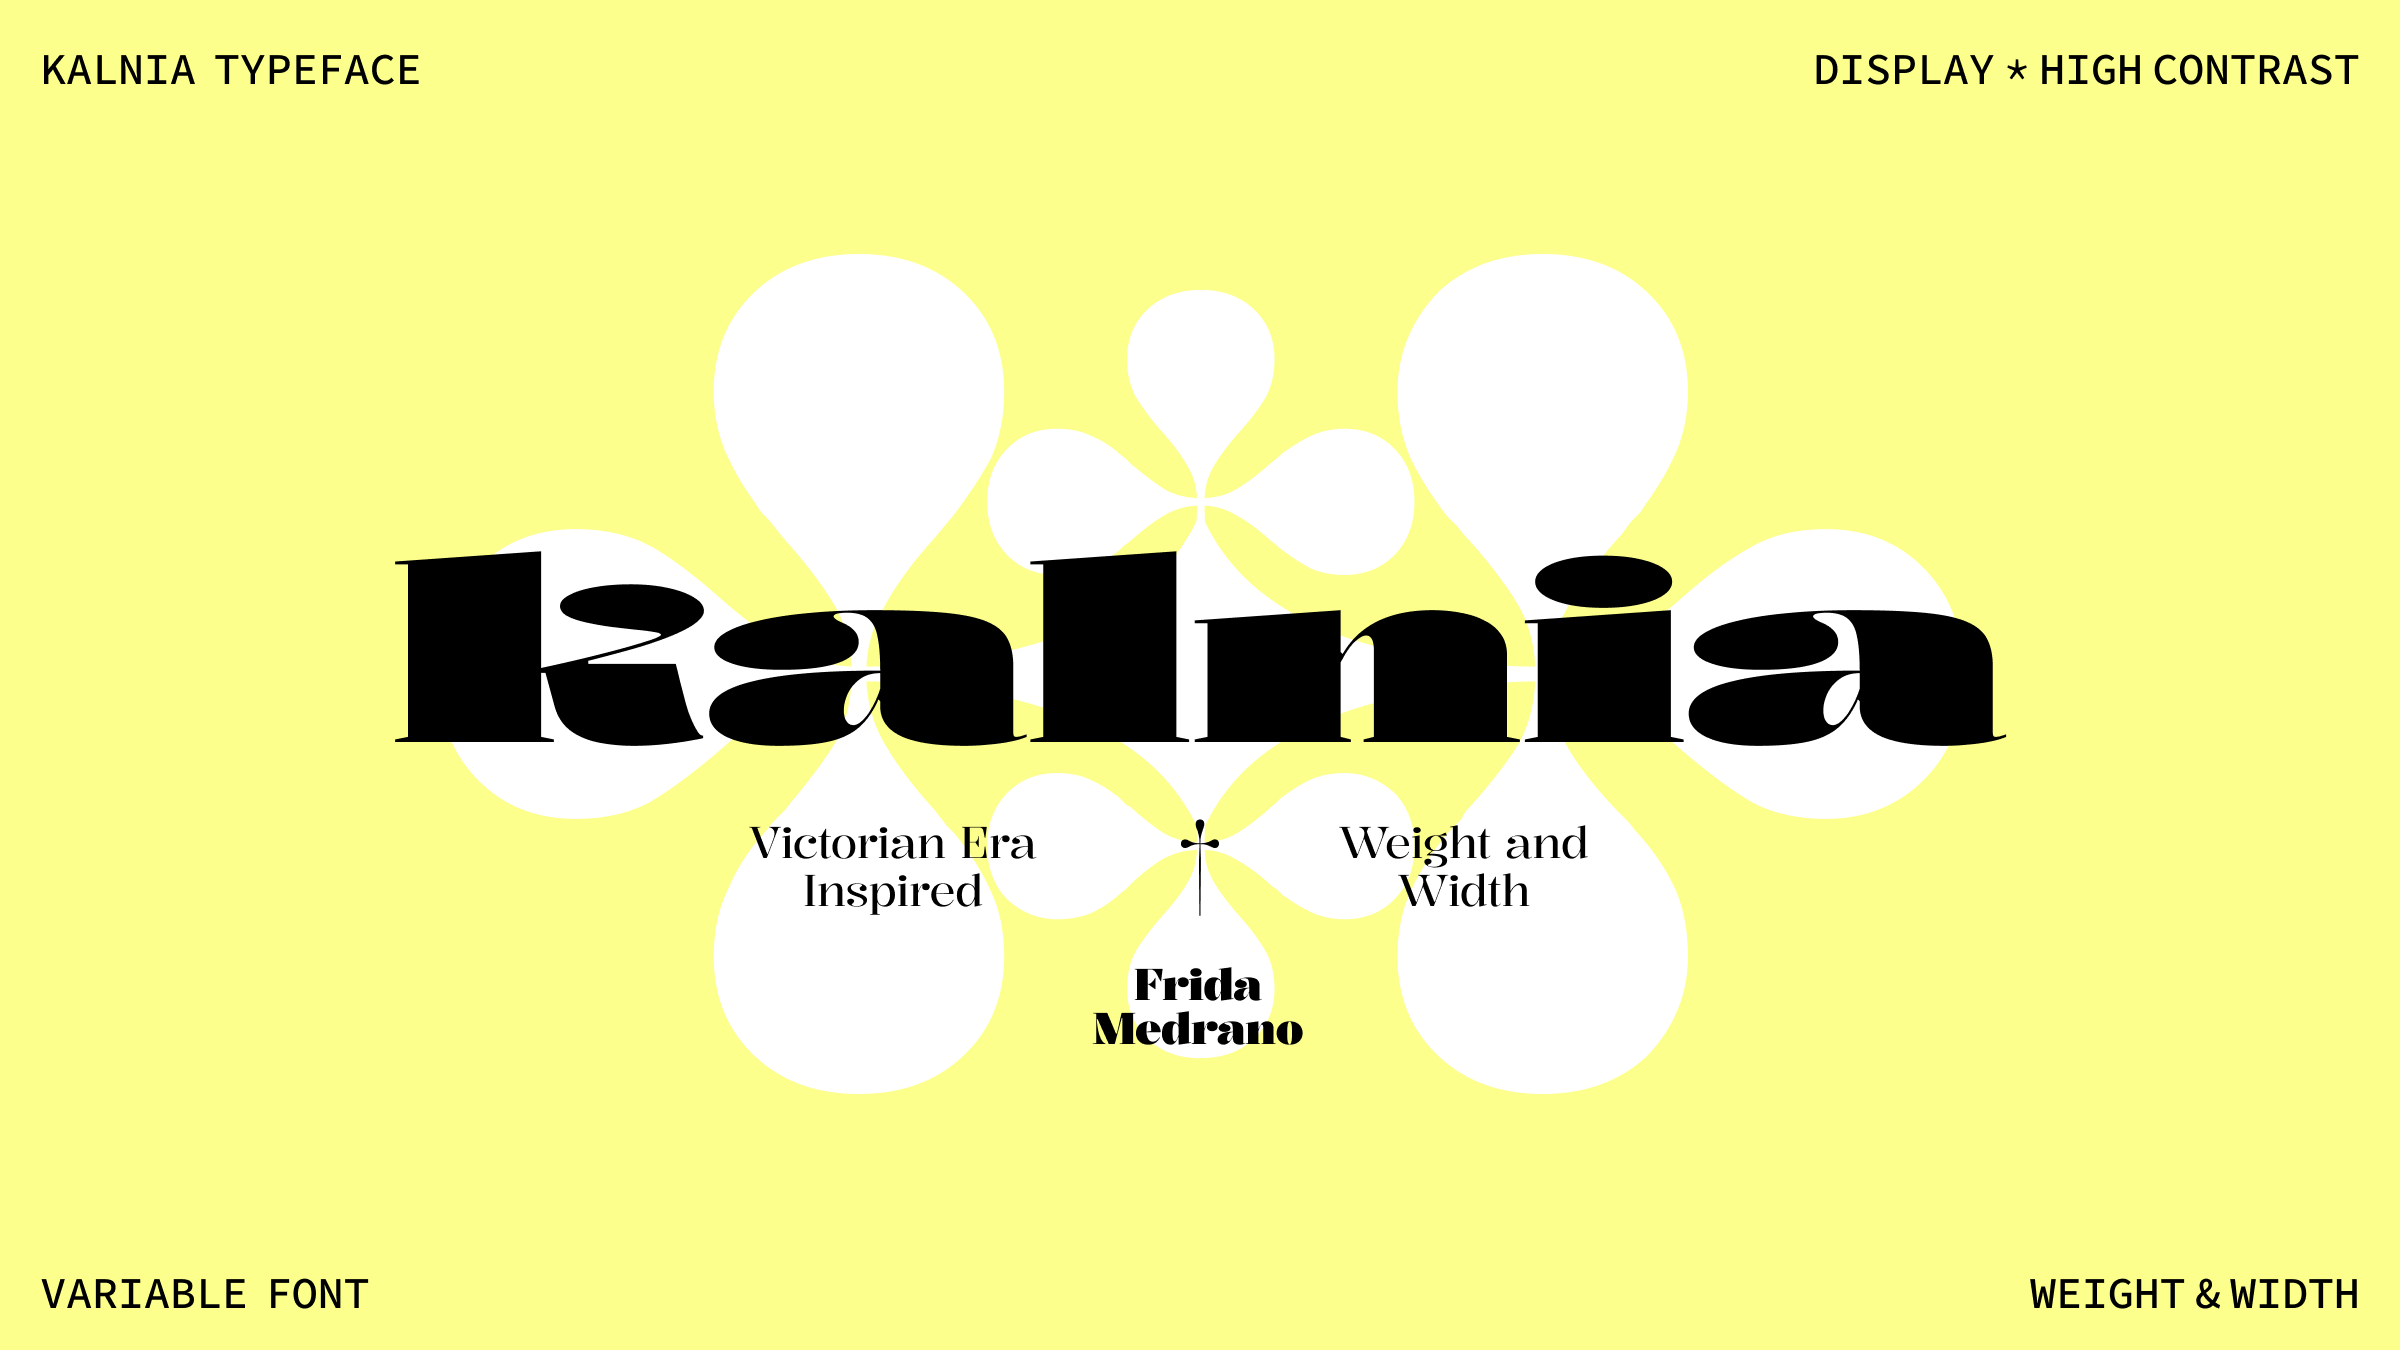 KALNIA TYPEFACE
DISPLAY * HIGH CONTRAST
kalnia
Victorian Era
Inspired
†
Weight and
Width
Frida
Medrano
VARIABLE FONT
WEIGHT & WIDTH